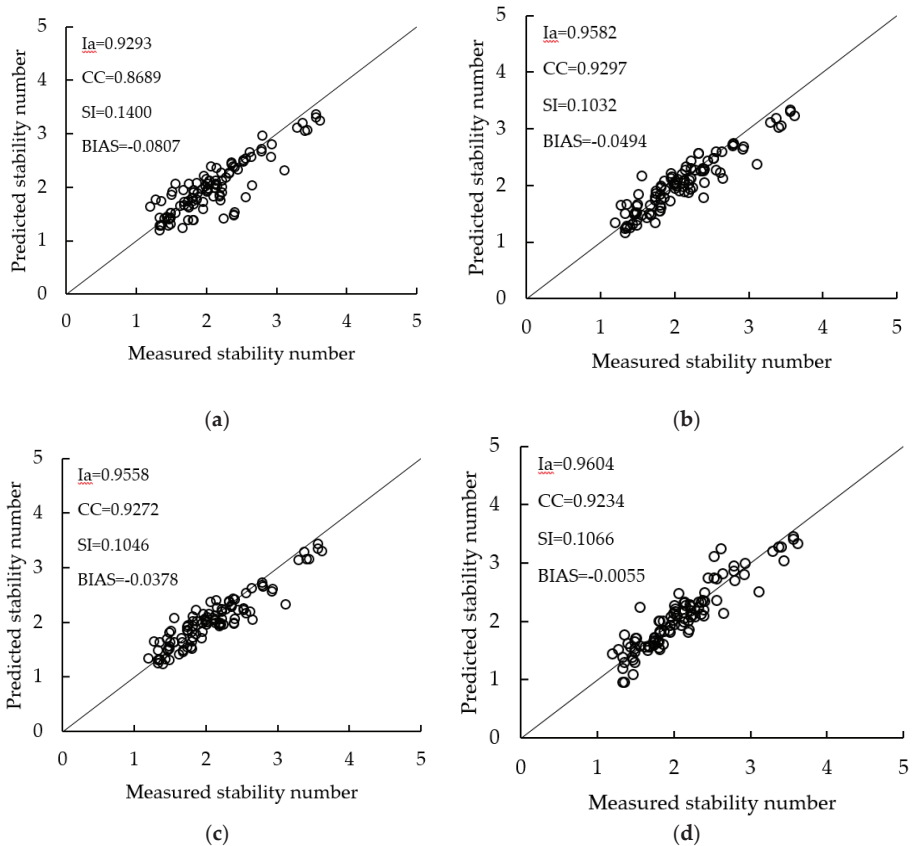 5
4
3
2
1
0
Predicted stability number
Ia=0.9293
CC=0.8689
SI=0.1400
BIAS=-0.0807
0 1 2 3 4 5
Measured stability number
(a)
5
4
3
2
1
0
Predicted stability number
Ia=0.9582
CC=0.9297
SI=0.1032
BIAS=-0.0494
0 1 2 3 4 5
Measured stability number
(b)
5
4
3
2
1
0
Predicted stability number
Ia=0.9558
CC=0.9272
SI=0.1046
BIAS=-0.0378
0 1 2 3 4 5
Measured stability number
(c)
5
4
3
2
1
0
Predicted stability number
Ia=0.9604
CC=0.9234
SI=0.1066
BIAS=-0.0055
0 1 2 3 4 5
Measured stability number
(d)